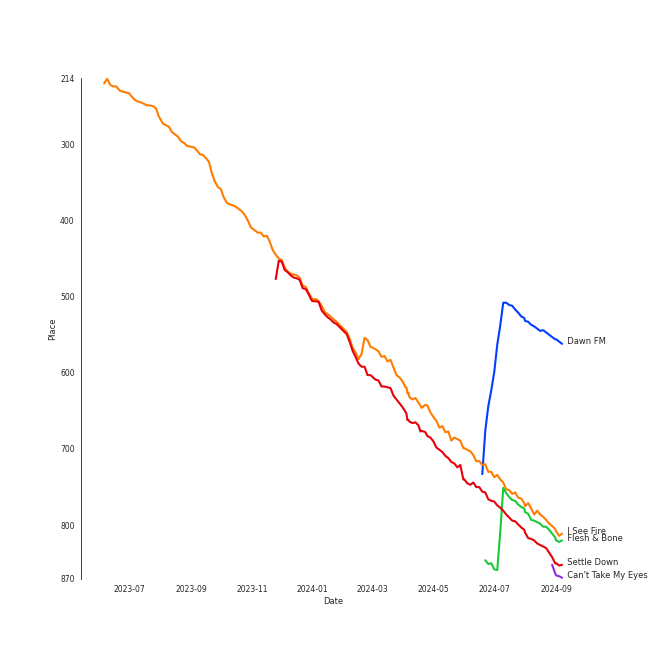 214
300
400
500
600
700
800
870
Place
2023-07
2023-09
2023-11
2024-01
2024-03
2024-05
2024-07
2024-09
Date
Dawn FM
I See Fire
Flesh & Bone
Settle Down
Can't Take My Eyes